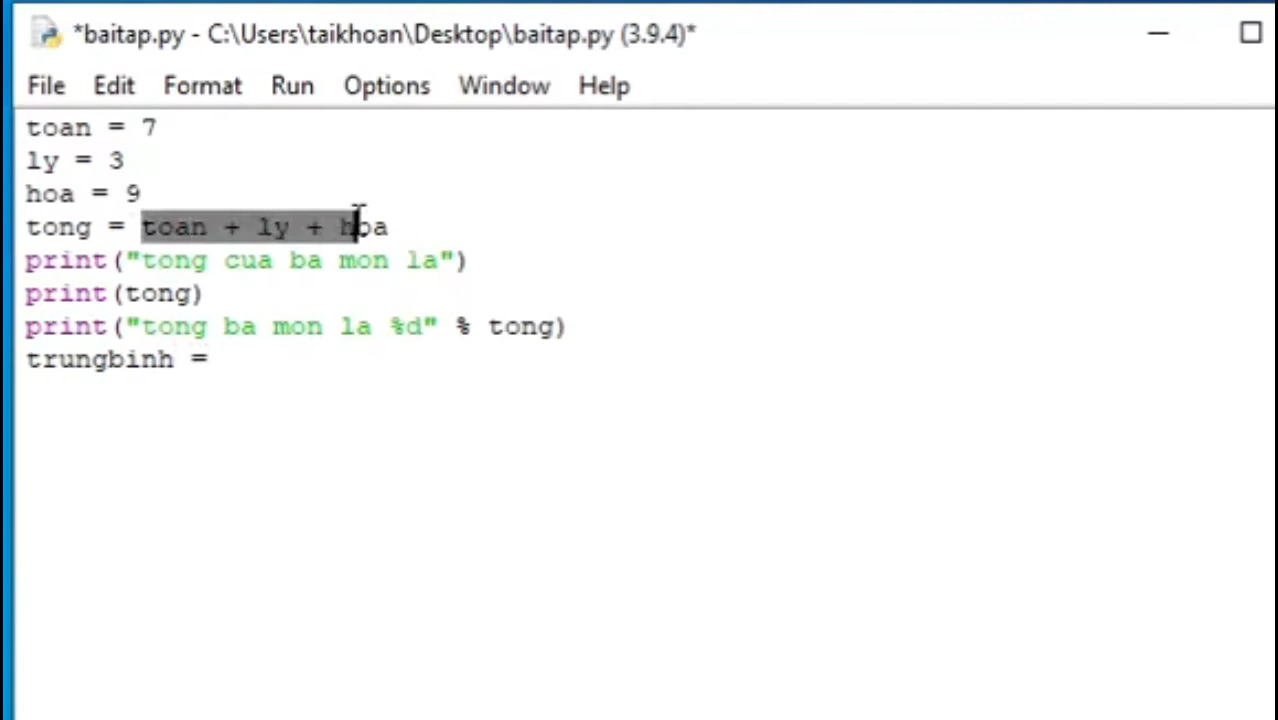 *baitap.py - C:\Users\taikhoan\Desktop\baitap.py (3.9.4)*
File Edit Format Run Options Window Help
toan = 7
ly = 3
hoa = 9
tong = toan + ly + hoa
print("tong cua ba mon la")
print(tong)
print("tong ba mon la %d" % tong)
trungbinh =